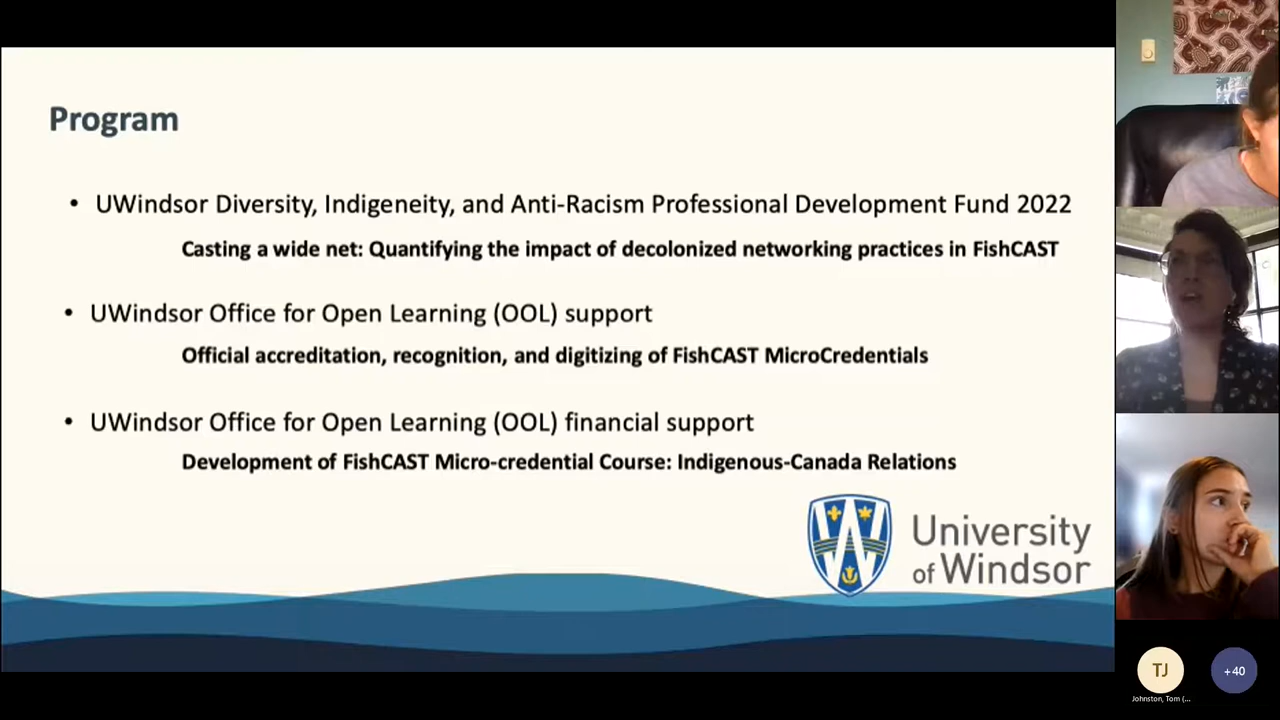 Program
• UWindsor Diversity, Indigeneity, and Anti-Racism Professional Development Fund 2022
Casting a wide net: Quantifying the impact of decolonized networking practices in FishCAST
• UWindsor Office for Open Learning (OOL) support
Official accreditation, recognition, and digitizing of FishCAST MicroCredentials
• UWindsor Office for Open Learning (OOL) financial support
Development of FishCAST Micro-credential Course: Indigenous-Canada Relations
University
of Windsor
TJ
+40
Johnston, Tom (...